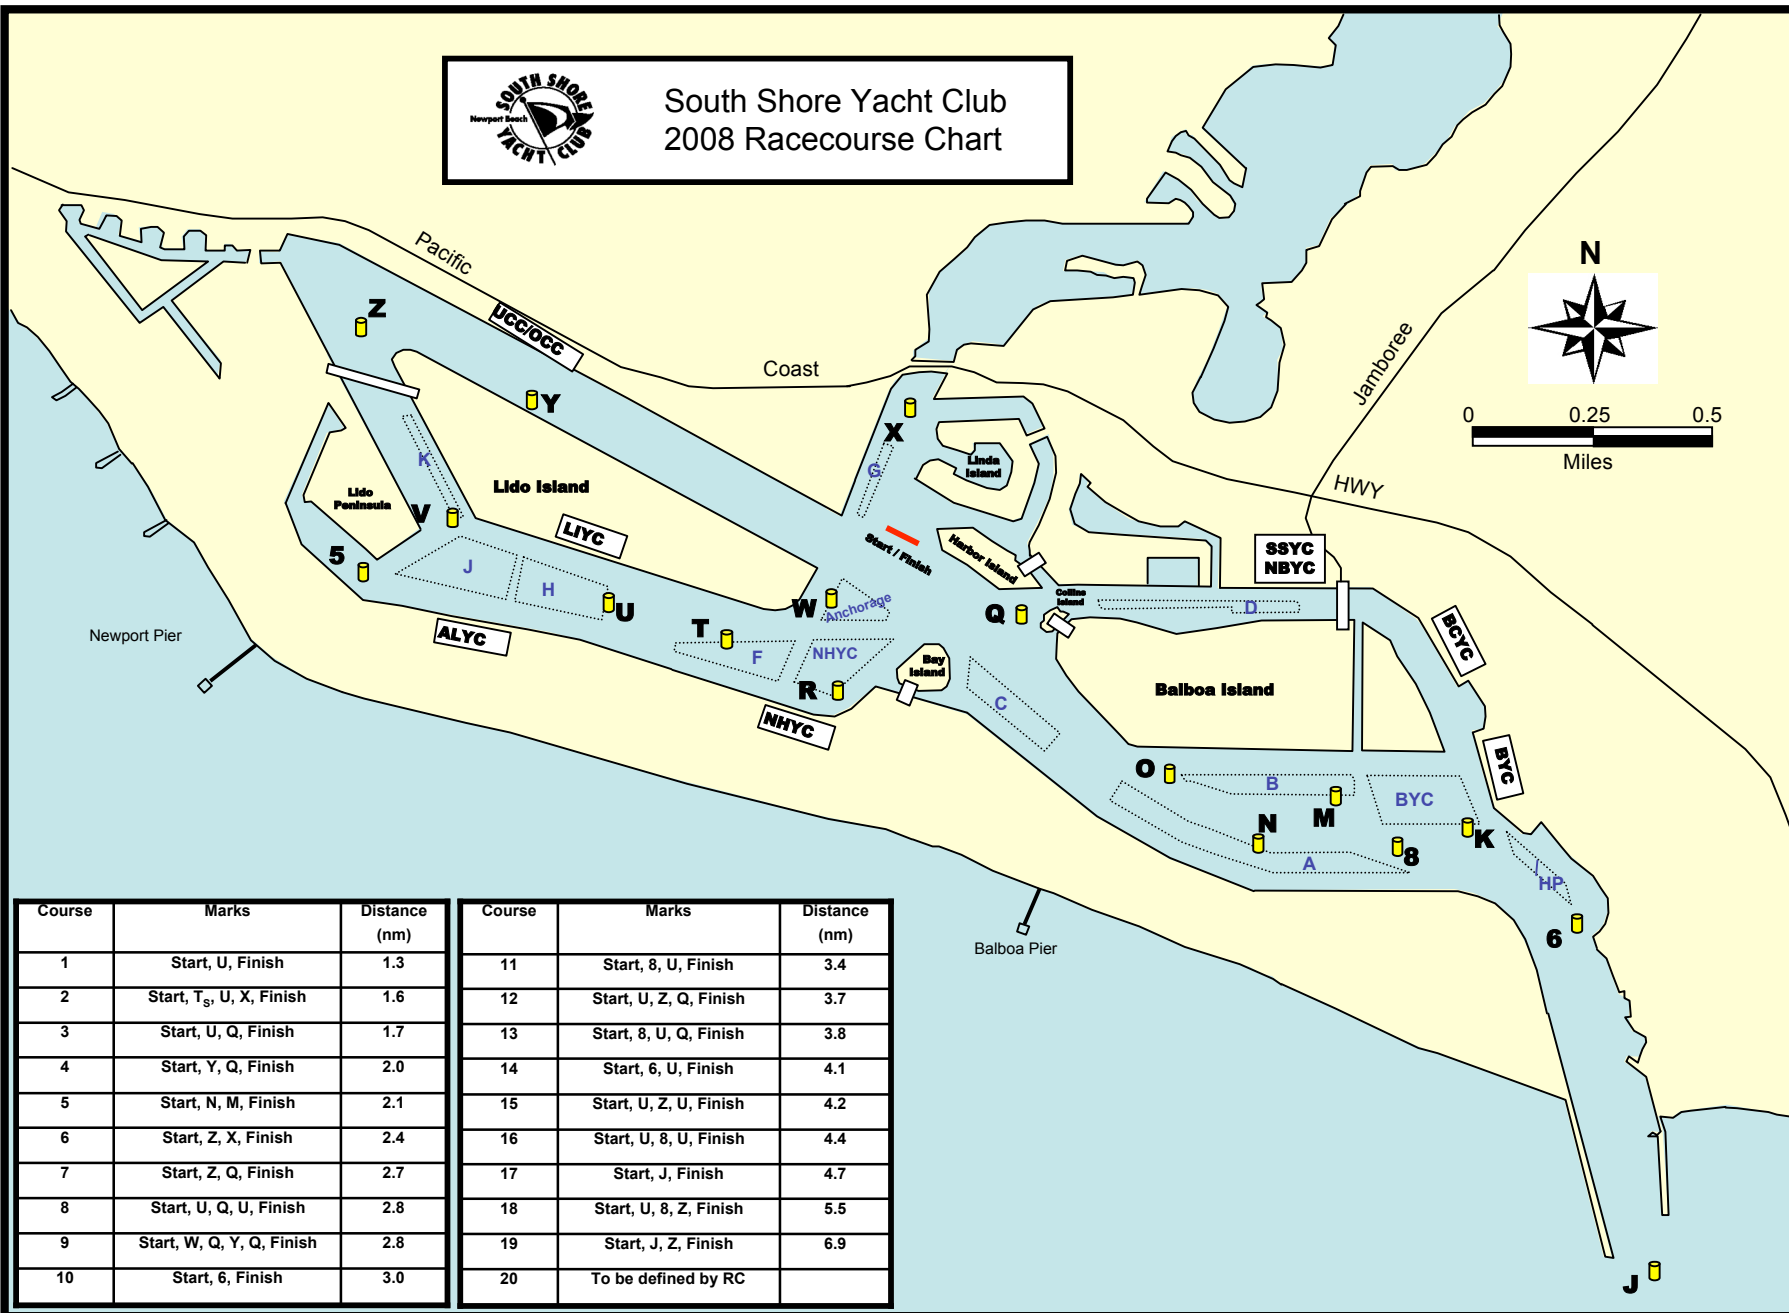 SOUTH SHORE
Newport Beach
YACHT CLUB
South Shore Yacht Club
2008 Racecourse Chart
Pacific
Coast
HWY
Jamboree
N
0 0.25 0.5
Miles
Z
UCC/OCC
Y
X
G
Linda
Island
K
Lido Island
Lido
Peninsula
V
LIYC
Start / Finish
Harbor Island
SSYC
NBYC
5
J
H
U
W
Anchorage
Q
Collins
Island
D
BCYC
ALYC
T
F
NHYC
R
Bay
Island
NHYC
C
Balboa Island
BYC
O
B
M
BYC
N
A
8
K
HP
6
J
Newport Pier
Balboa Pier
Course Marks Distance
(nm)
1 Start, U, Finish 1.3
2 Start, TS, U, X, Finish 1.6
3 Start, U, Q, Finish 1.7
4 Start, Y, Q, Finish 2.0
5 Start, N, M, Finish 2.1
6 Start, Z, X, Finish 2.4
7 Start, Z, Q, Finish 2.7
8 Start, U, Q, U, Finish 2.8
9 Start, W, Q, Y, Q, Finish 2.8
10 Start, 6, Finish 3.0
Course Marks Distance
(nm)
11 Start, 8, U, Finish 3.4
12 Start, U, Z, Q, Finish 3.7
13 Start, 8, U, Q, Finish 3.8
14 Start, 6, U, Finish 4.1
15 Start, U, Z, U, Finish 4.2
16 Start, U, 8, U, Finish 4.4
17 Start, J, Finish 4.7
18 Start, U, 8, Z, Finish 5.5
19 Start, J, Z, Finish 6.9
20 To be defined by RC